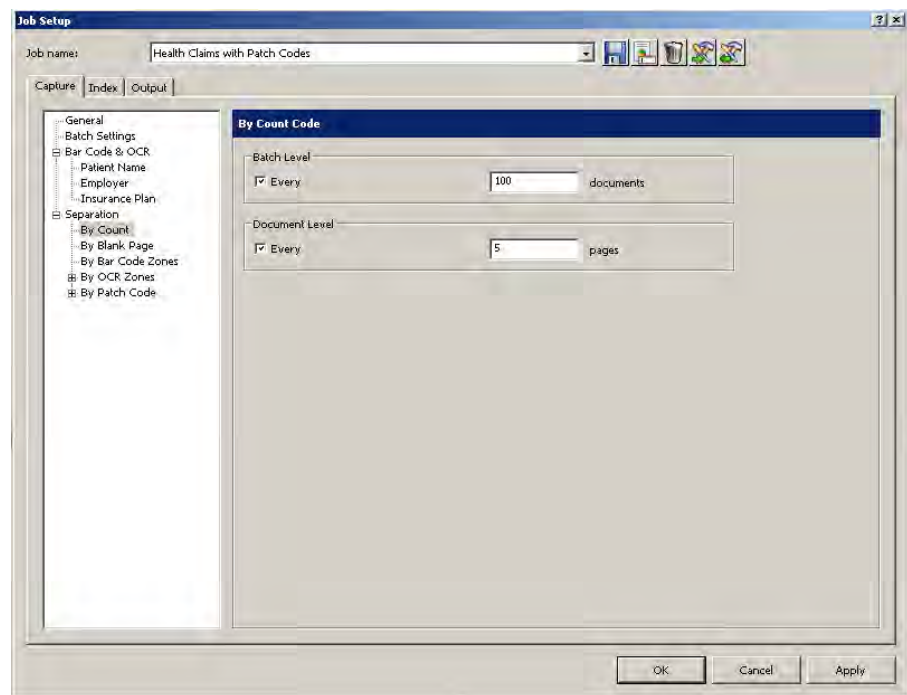 Job Setup
Job name: Health Claims with Patch Codes
Capture Index Output
General
Batch Settings
Bar Code & OCR
Patient Name
Employer
Insurance Plan
Separation
By Count
By Blank Page
By Bar Code Zones
By OCR Zones
By Patch Code
By Count Code
Batch Level
Every 100 documents
Document Level
Every 5 pages
OK Cancel Apply